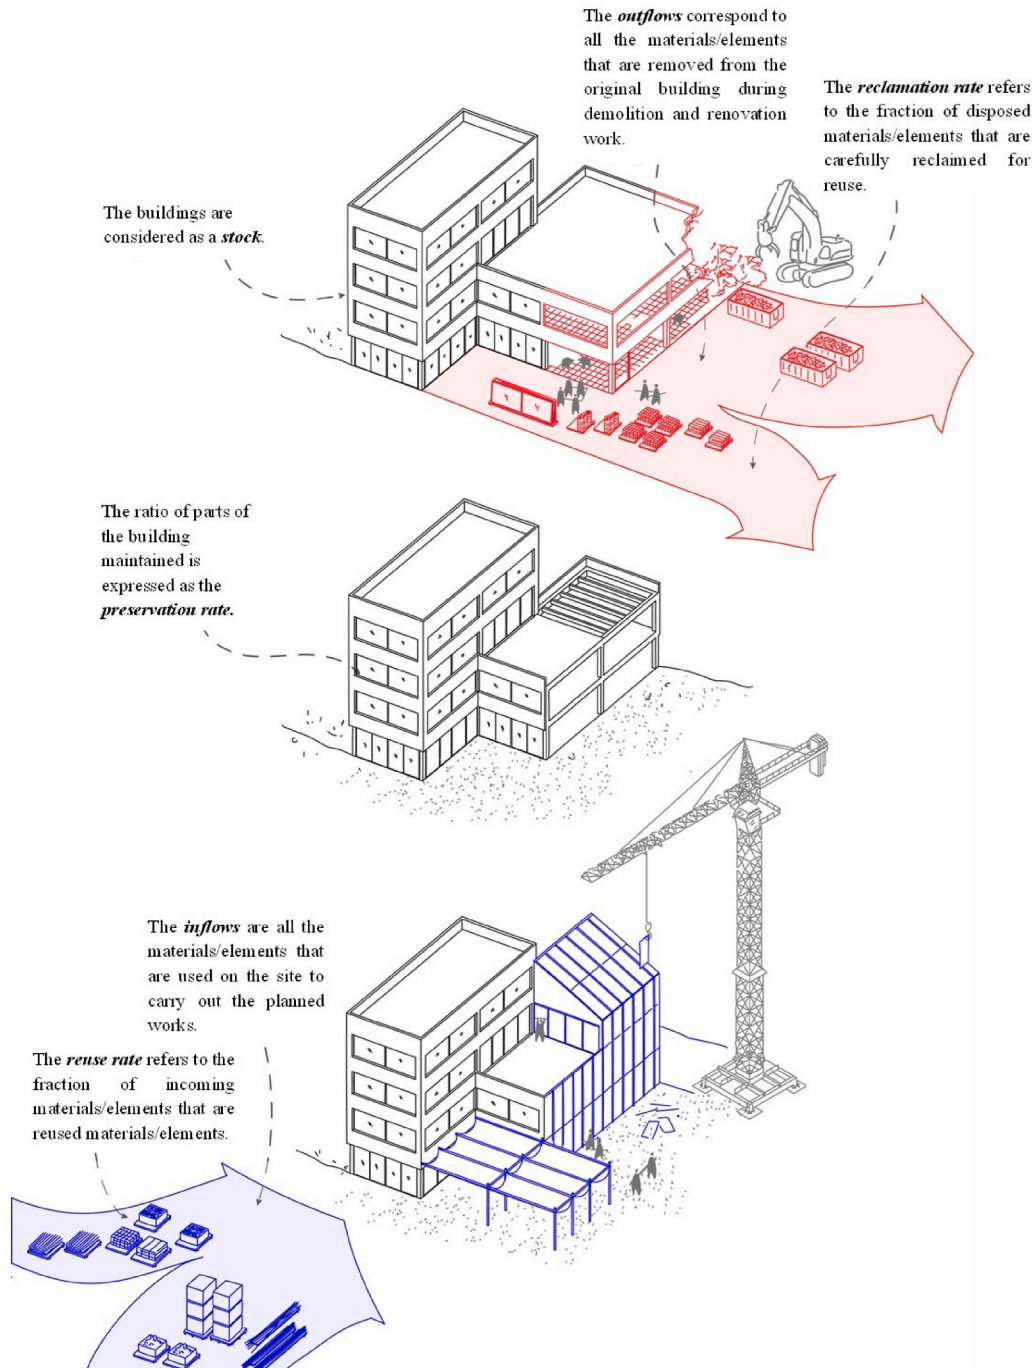 The outflows correspond to
all the materials/elements
that are removed from the
original building during
demolition and renovation
work.
The reclamation rate refers
to the fraction of disposed
materials/elements that are
carefully reclaimed for
reuse.
The buildings are
considered as a stock.
The ratio of parts of
the building
maintained is
expressed as the
preservation rate.
The inflows are all the
materials/elements that
are used on the site to
carry out the planned
works.
The reuse rate refers to the
fraction of incoming
materials/elements that are
reused materials/elements.